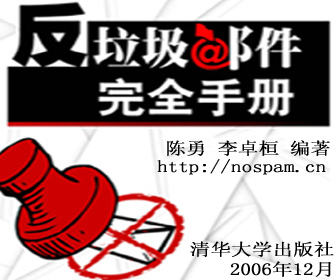 反垃圾@邮件
完全手册
陈勇 李卓桓 编著
http://nospam.cn
清华大学出版社
2006年12月